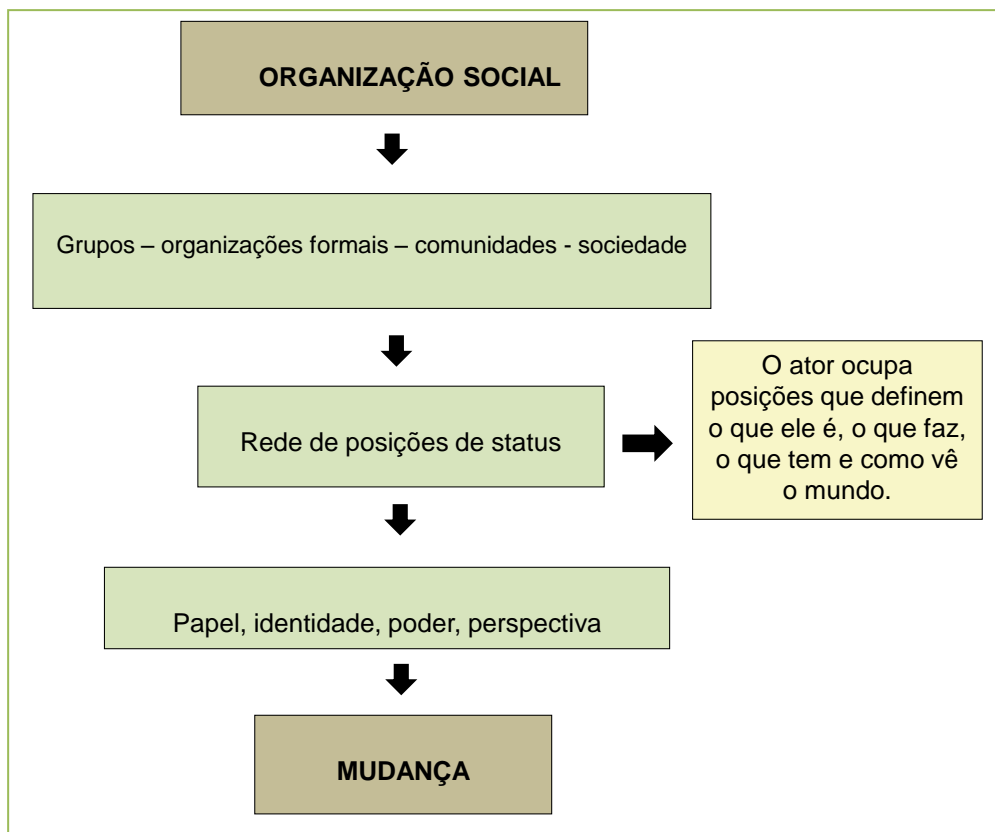 ORGANIZAÇÃO SOCIAL
Grupos – organizações formais – comunidades - sociedade
Rede de posições de status
O ator ocupa
posições que definem
o que ele é, o que faz,
o que tem e como vê
o mundo.
Papel, identidade, poder, perspectiva
MUDANÇA